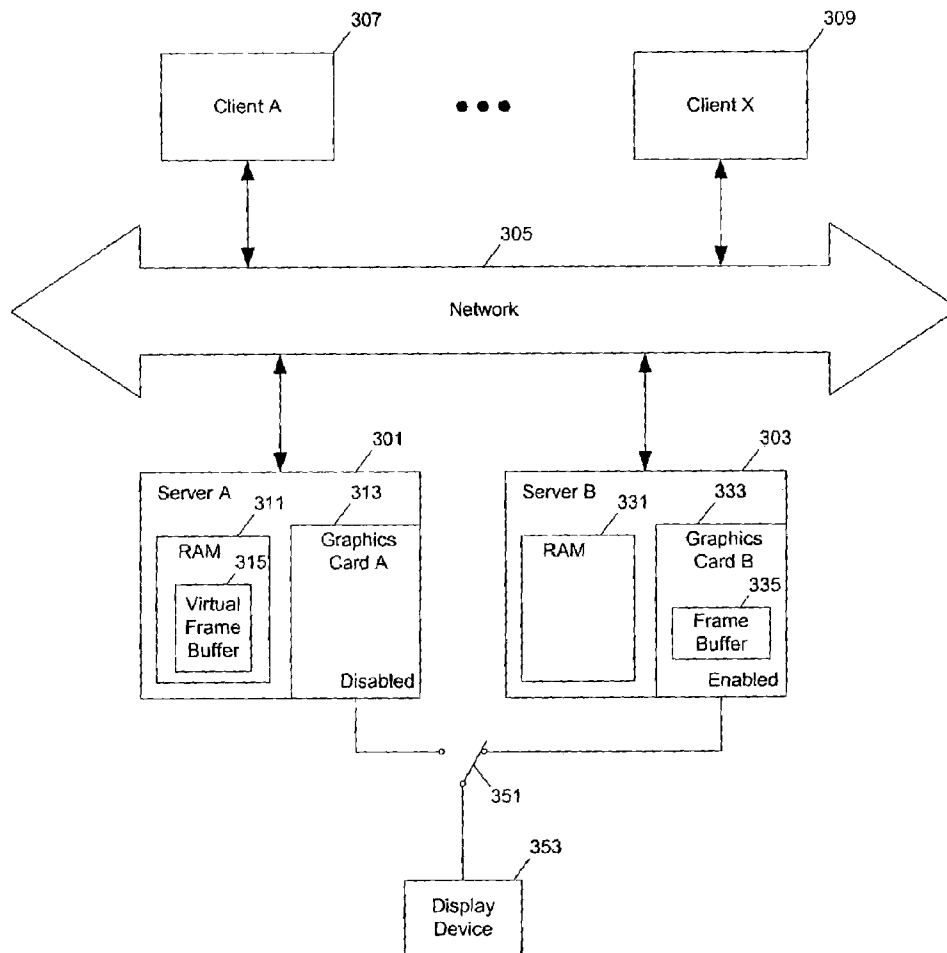 307
309
Client A
Client X
305
Network
301
303
Server A
313
Server B
333
311
331
RAM
Graphics
Card A
RAM
Graphics
Card B
315
335
Virtual
Frame
Buffer
Frame
Buffer
Disabled
Enabled
351
353
Display
Device